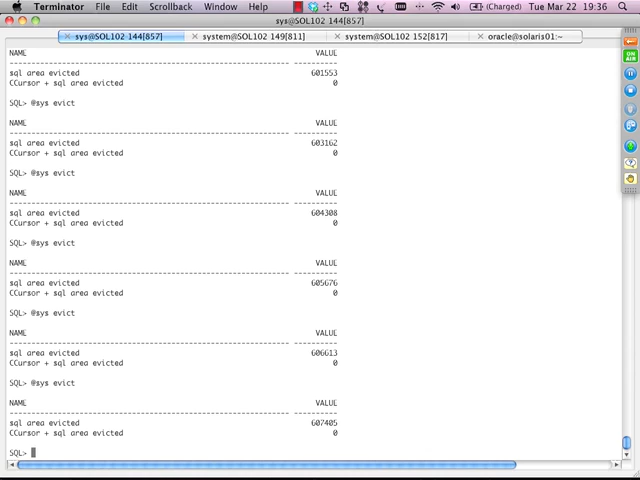 Terminator File Edit Scrollback Window Help (Charged) Tue Mar 22 19:36
sys@SOL102 144[857]
sys@SOL102 144[857] system@SOL102 149[811] system@SOL102 152[817] oracle@solaris01:~
ON AIR
NAME VALUE
---------------------------------------------------------------- ----------
sql area evicted 601553
CCursor + sql area evicted 0
SQL> @sys evict
NAME VALUE
---------------------------------------------------------------- ----------
sql area evicted 603162
CCursor + sql area evicted 0
SQL> @sys evict
NAME VALUE
---------------------------------------------------------------- ----------
sql area evicted 604308
CCursor + sql area evicted 0
SQL> @sys evict
NAME VALUE
---------------------------------------------------------------- ----------
sql area evicted 605676
CCursor + sql area evicted 0
SQL> @sys evict
NAME VALUE
---------------------------------------------------------------- ----------
sql area evicted 606613
CCursor + sql area evicted 0
SQL> @sys evict
NAME VALUE
---------------------------------------------------------------- ----------
sql area evicted 607405
CCursor + sql area evicted 0
SQL>